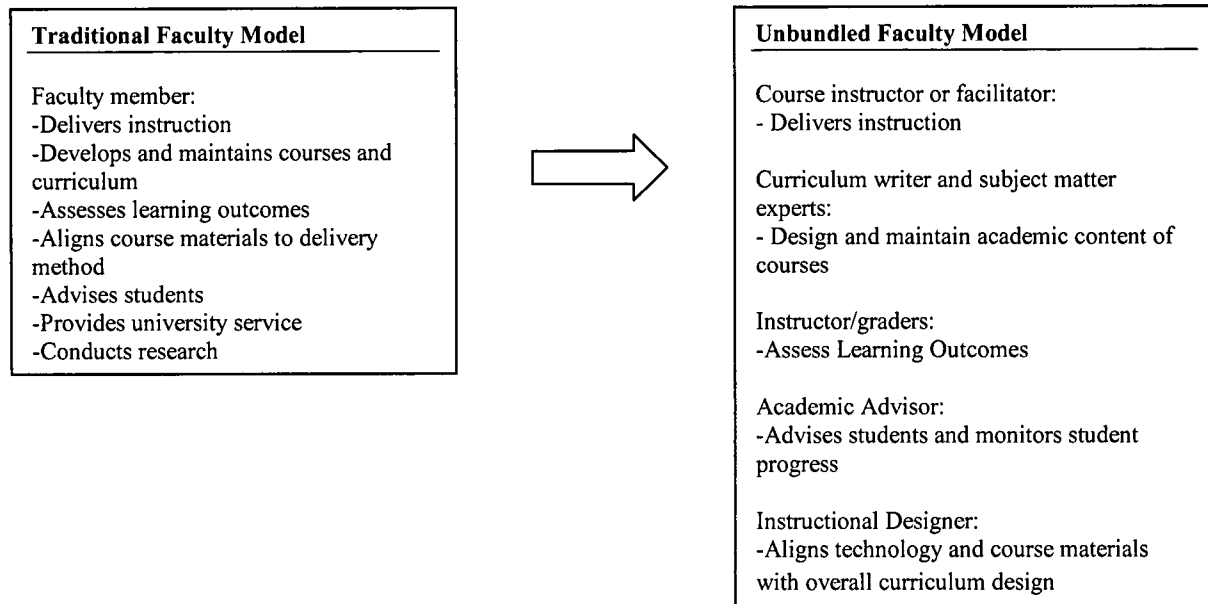 Traditional Faculty Model
Faculty member:
-Delivers instruction
-Develops and maintains courses and
curriculum
-Assesses learning outcomes
-Aligns course materials to delivery
method
-Advises students
-Provides university service
-Conducts research
Unbundled Faculty Model
Course instructor or facilitator:
- Delivers instruction
Curriculum writer and subject matter
experts:
- Design and maintain academic content of
courses
Instructor/graders:
-Assess Learning Outcomes
Academic Advisor:
-Advises students and monitors student
progress
Instructional Designer:
-Aligns technology and course materials
with overall curriculum design